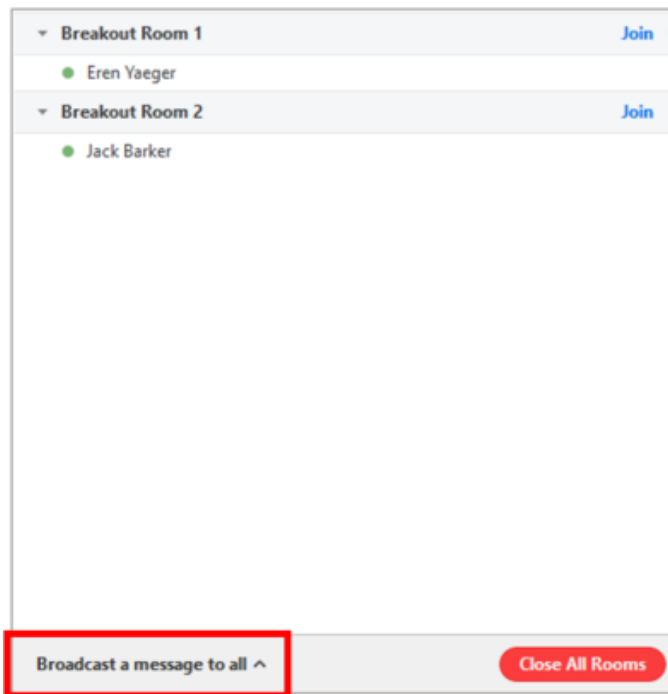 Breakout Room 1 Join
Eren Yaeger
Breakout Room 2 Join
Jack Barker
Broadcast a message to all Close All Rooms